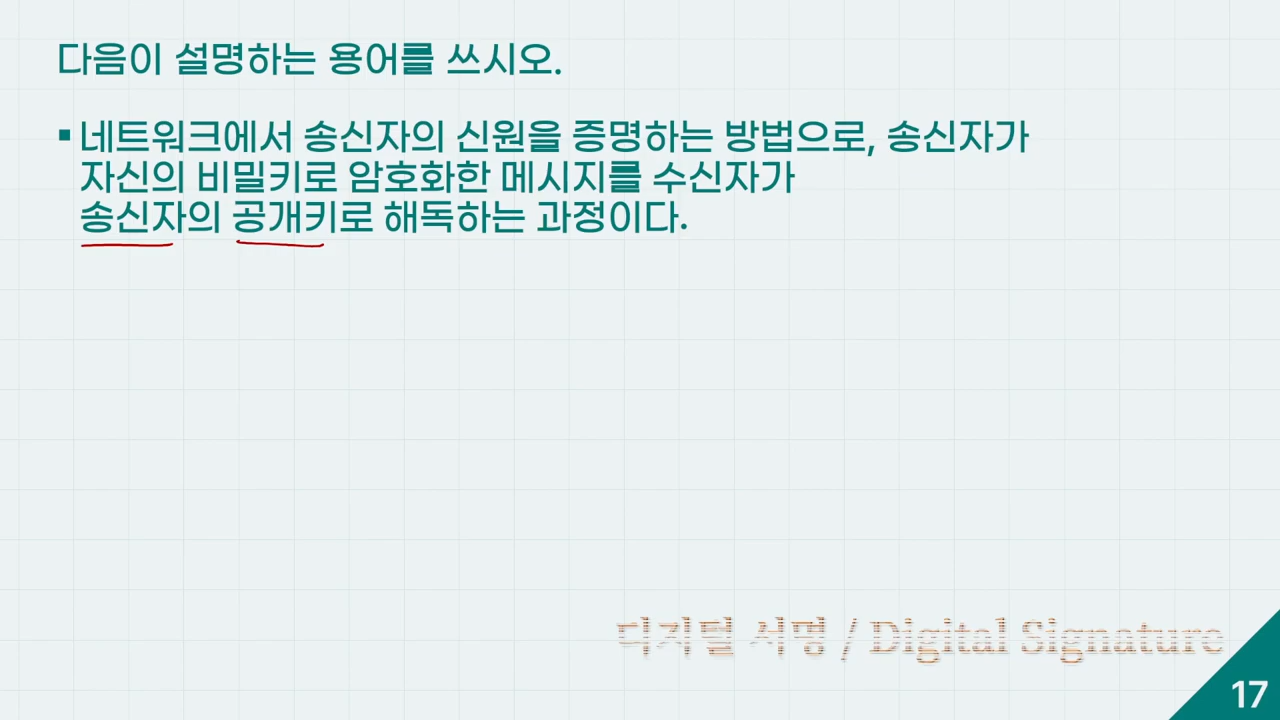 다음이 설명하는 용어를 쓰시오.
▪ 네트워크에서 송신자의 신원을 증명하는 방법으로, 송신자가
자신의 비밀키로 암호화한 메시지를 수신자가
송신자의 공개키로 해독하는 과정이다.
디지털 서명 / Digital Signature
17